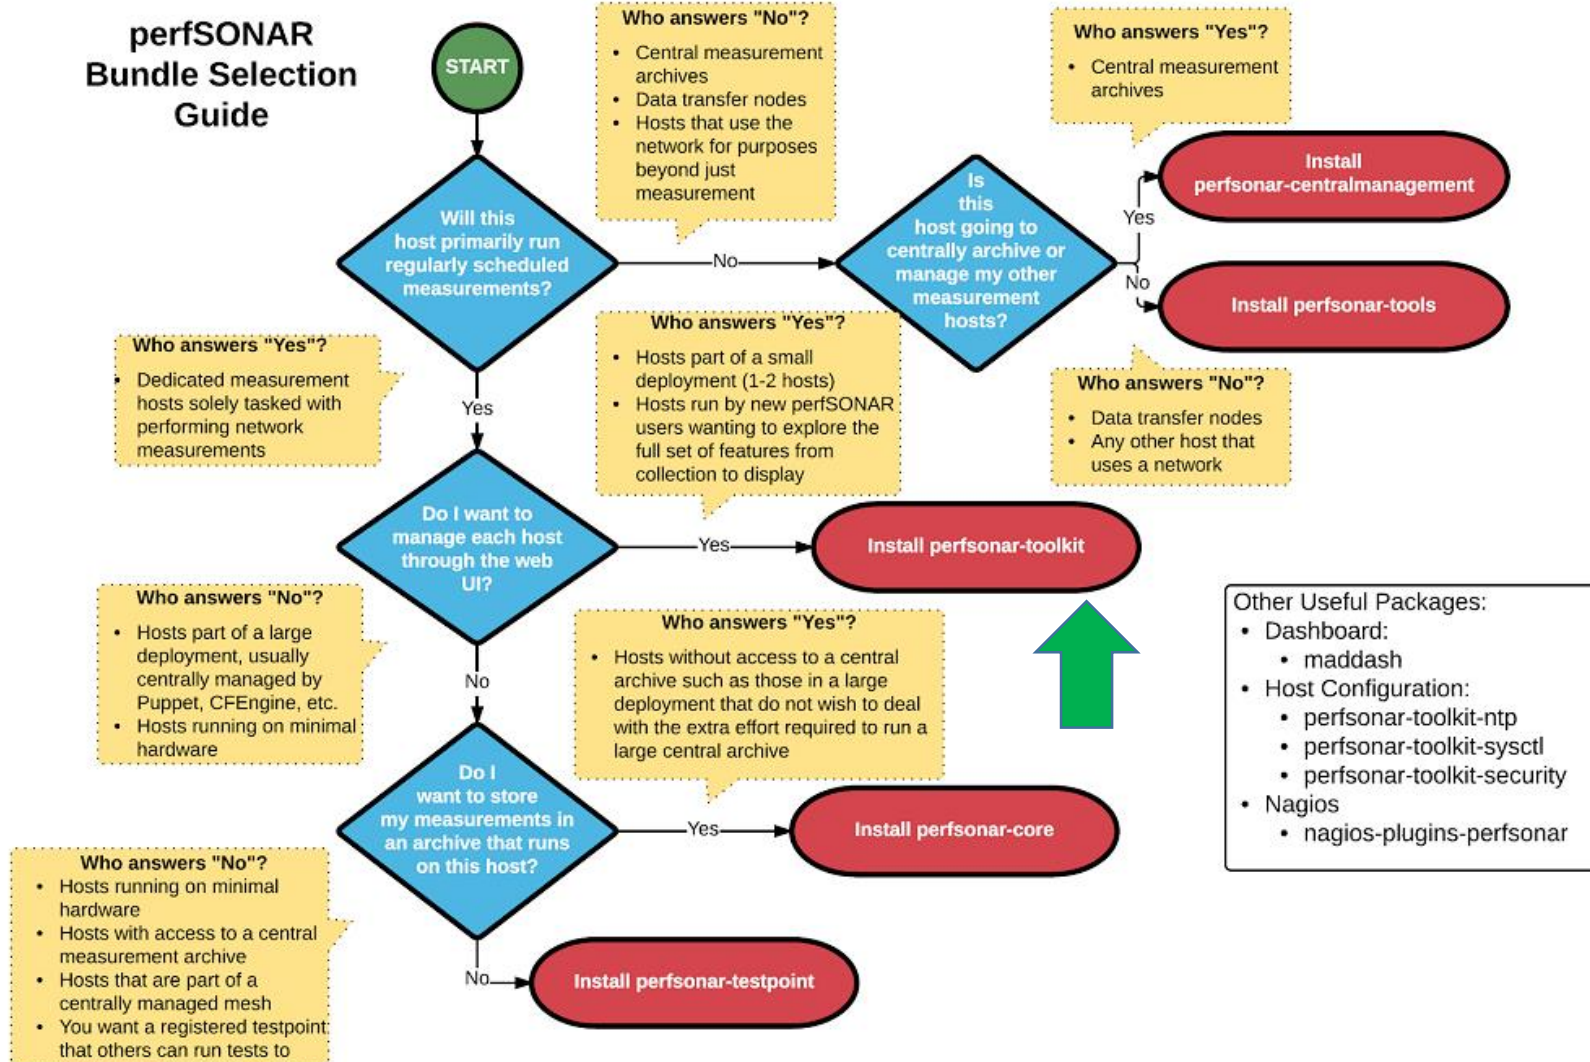 perfSONAR
Bundle Selection
Guide
START
Who answers "No"?
• Central measurement
archives
• Data transfer nodes
• Hosts that use the
network for purposes
beyond just
measurement
Who answers "Yes"?
• Central measurement
archives
Will this
host primarily run
regularly scheduled
measurements?
No
Is
this
host going to
centrally archive or
manage my other
measurement
hosts?
Yes
Install
perfsonar-centralmanagement
No
Install perfsonar-tools
Who answers "Yes"?
• Dedicated measurement
hosts solely tasked with
performing network
measurements
Yes
Who answers "Yes"?
• Hosts part of a small
deployment (1-2 hosts)
• Hosts run by new perfSONAR
users wanting to explore the
full set of features from
collection to display
Who answers "No"?
• Data transfer nodes
• Any other host that
uses a network
Do I want to
manage each host
through the web
UI?
Yes
Install perfsonar-toolkit
Who answers "No"?
• Hosts part of a large
deployment, usually
centrally managed by
Puppet, CFEngine, etc.
• Hosts running on minimal
hardware
No
Who answers "Yes"?
• Hosts without access to a central
archive such as those in a large
deployment that do not wish to deal
with the extra effort required to run a
large central archive
Other Useful Packages:
• Dashboard:
• maddash
• Host Configuration:
• perfsonar-toolkit-ntp
• perfsonar-toolkit-sysctl
• perfsonar-toolkit-security
• Nagios
• nagios-plugins-perfsonar
Do I
want to store
my measurements in
an archive that runs
on this host?
Yes
Install perfsonar-core
Who answers "No"?
• Hosts running on minimal
hardware
• Hosts with access to a central
measurement archive
• Hosts that are part of a
centrally managed mesh
• You want a registered testpoint
that others can run tests to
No
Install perfsonar-testpoint